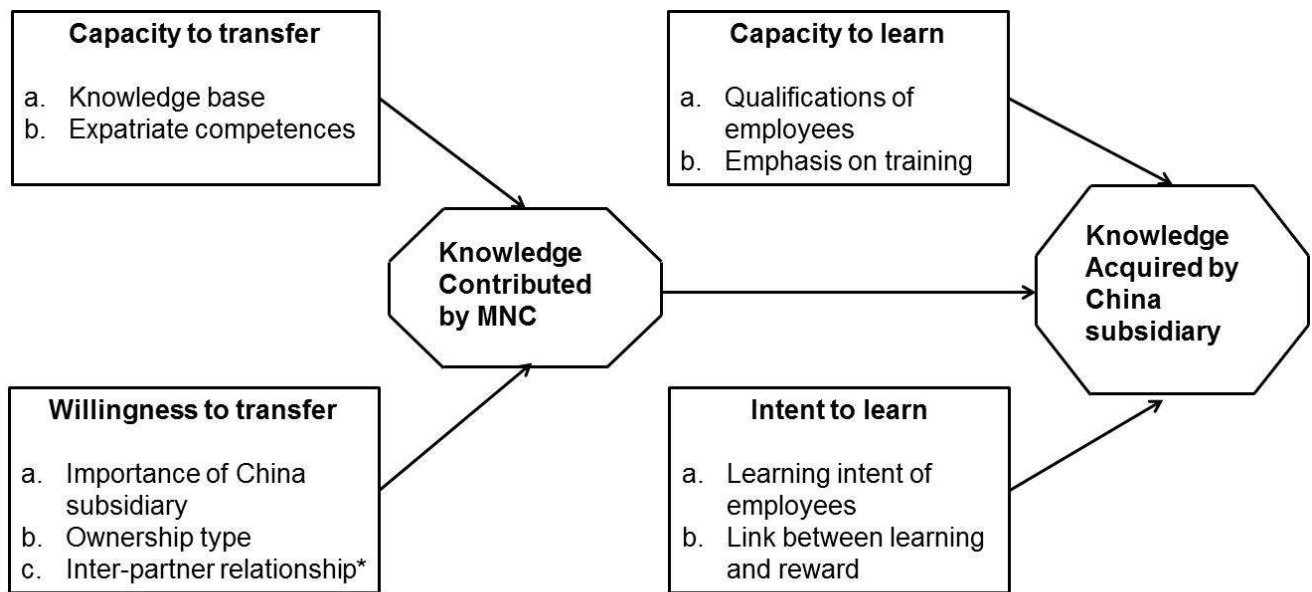 Capacity to transfer
a. Knowledge base
b. Expatriate competences
Capacity to learn
a. Qualifications of
employees
b. Emphasis on training
Knowledge
Contributed
by MNC
Knowledge
Acquired by
China
subsidiary
Willingness to transfer
a. Importance of China
subsidiary
b. Ownership type
c. Inter-partner relationship*
Intent to learn
a. Learning intent of
employees
b. Link between learning
and reward